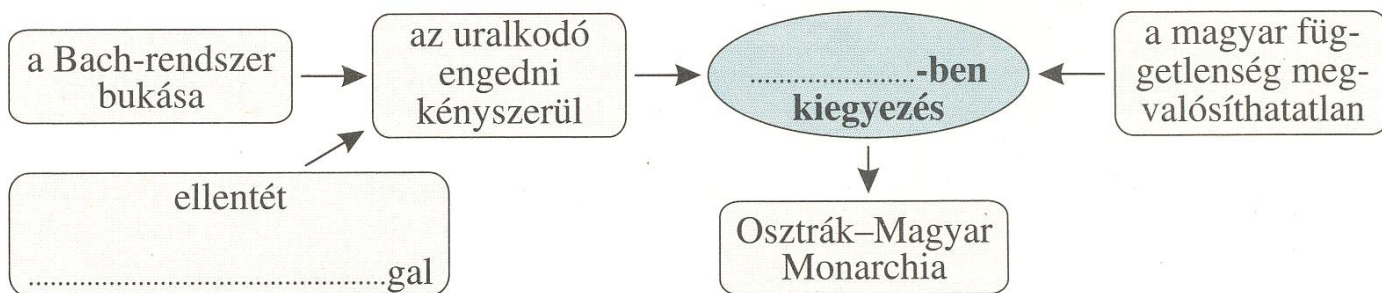 a Bach-rendszer
bukása
az uralkodó
engedni
kényszerül
.......................-ben
kiegyezés
a magyar füg-
getlenség meg-
valósíthatatlan
ellentét
..................................................gal
Osztrák–Magyar
Monarchia